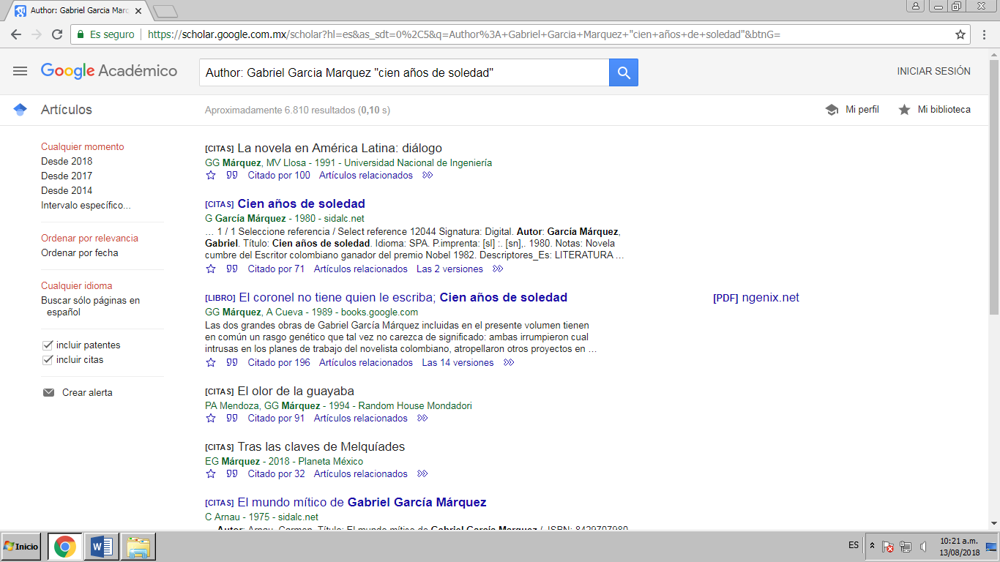 Author: Gabriel Garcia Marc
Es seguro
https://scholar.google.com.mx/scholar?hl=es&as_sdt=0%2C5&q=Author%3A+Gabriel+Garcia+Marquez+"cien+años+de+soledad"&btnG=
Google Académico
Author: Gabriel Garcia Marquez "cien años de soledad"
INICIAR SESIÓN
Artículos
Aproximadamente 6.810 resultados (0,10 s)
Mi perfil
Mi biblioteca
Cualquier momento
Desde 2018
Desde 2017
Desde 2014
Intervalo específico...
Ordenar por relevancia
Ordenar por fecha
Cualquier idioma
Buscar sólo páginas en
español
incluir patentes
incluir citas
Crear alerta
[CITAS] La novela en América Latina: diálogo
GG Márquez, MV Llosa - 1991 - Universidad Nacional de Ingeniería
Citado por 100 Artículos relacionados
[CITAS] Cien años de soledad
G García Márquez - 1980 - sidalc.net
... 1 / 1 Seleccione referencia / Select reference 12044 Signatura: Digital. Autor: García Márquez,
Gabriel. Título: Cien años de soledad. Idioma: SPA. P.imprenta: [sl] :. [sn],. 1980. Notas: Novela
cumbre del Escritor colombiano ganador del premio Nobel 1982. Descriptores_Es: LITERATURA ...
Citado por 71 Artículos relacionados Las 2 versiones
[LIBRO] El coronel no tiene quien le escriba; Cien años de soledad
GG Márquez, A Cueva - 1989 - books.google.com
Las dos grandes obras de Gabriel García Márquez incluidas en el presente volumen tienen
en común un rasgo genético que tal vez no carezca de significado: ambas irrumpieron cual
intrusas en los planes de trabajo del novelista colombiano, atropellaron otros proyectos en ...
Citado por 196 Artículos relacionados Las 14 versiones
[PDF] ngenix.net
[CITAS] El olor de la guayaba
PA Mendoza, GG Márquez - 1994 - Random House Mondadori
Citado por 91 Artículos relacionados
[CITAS] Tras las claves de Melquíades
EG Márquez - 2018 - Planeta México
Citado por 32 Artículos relacionados
[CITAS] El mundo mítico de Gabriel García Márquez
C Arnau - 1975 - sidalc.net
... Autor: Arnau, Carmen. Título: El mundo mítico de Gabriel García Marquez / ISBN: 8429707980
Inicio
ES
10:21 a.m.
13/08/2018